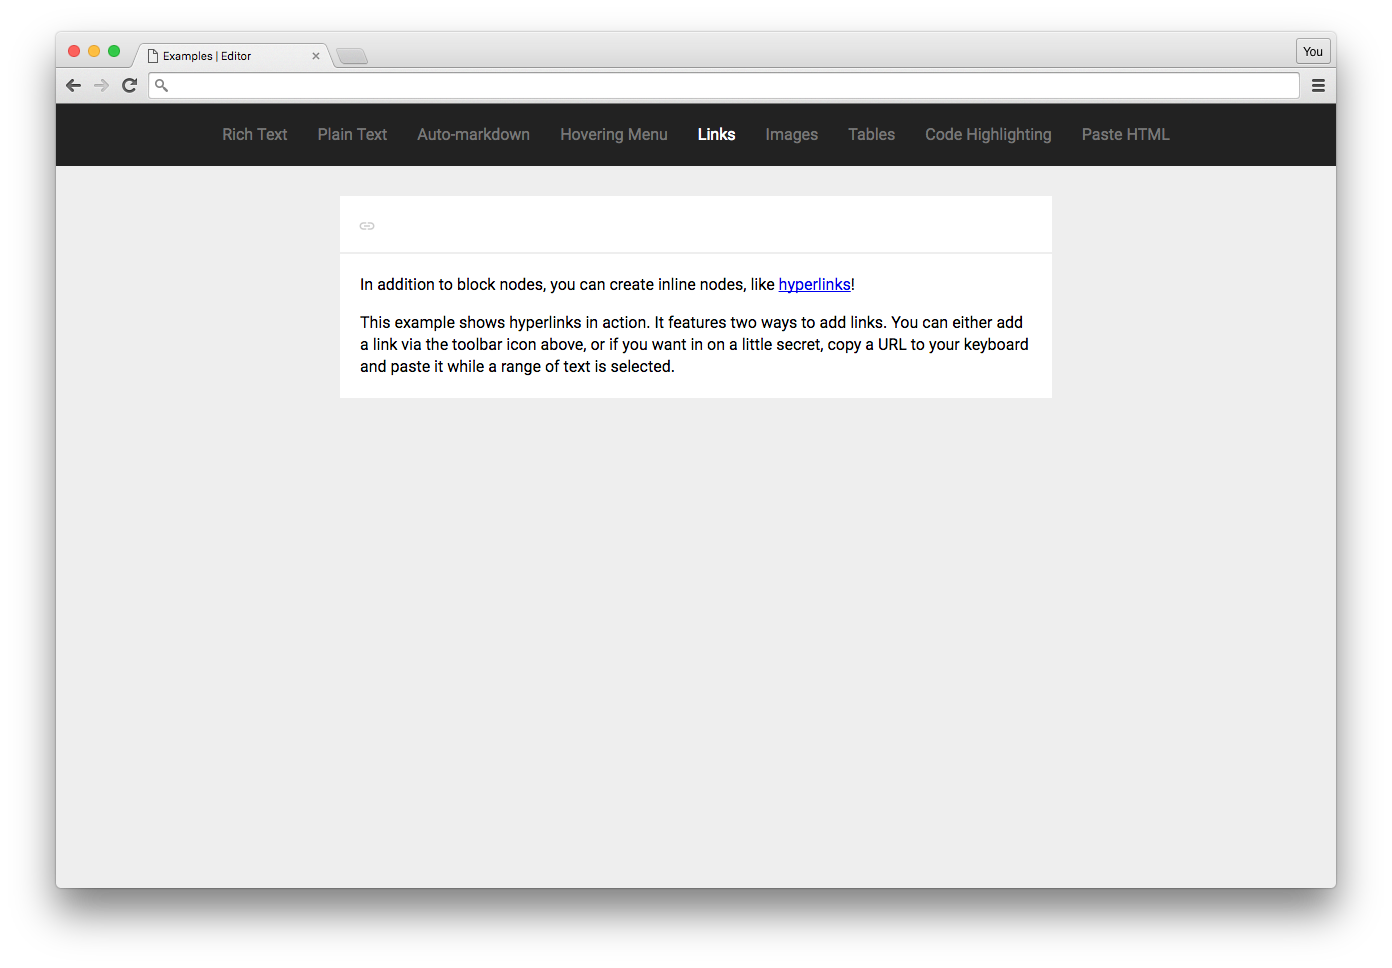 Examples | Editor
You
Rich Text Plain Text Auto-markdown Hovering Menu Links Images Tables Code Highlighting Paste HTML
In addition to block nodes, you can create inline nodes, like hyperlinks!
This example shows hyperlinks in action. It features two ways to add links. You can either add
a link via the toolbar icon above, or if you want in on a little secret, copy a URL to your keyboard
and paste it while a range of text is selected.